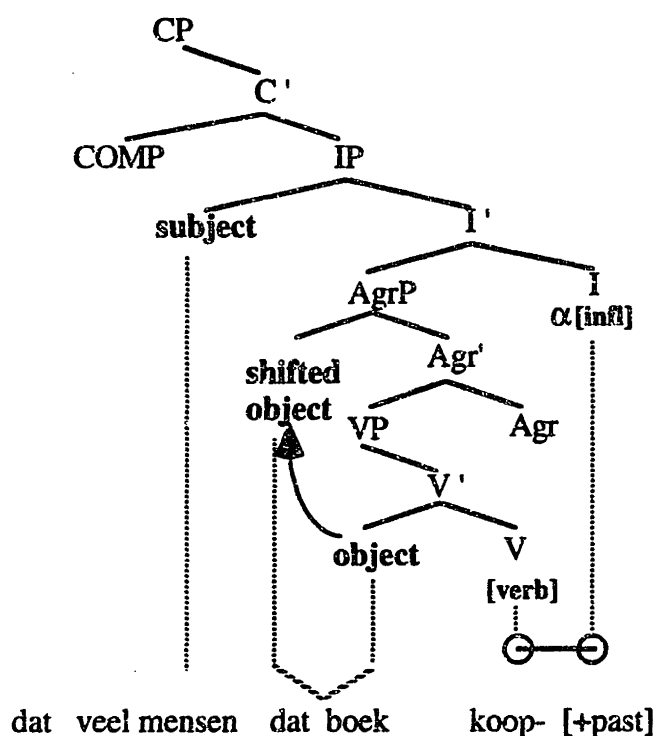 CP
C '
COMP IP
subject I '
AgrP I
α [infl]
shifted Agr'
object VP Agr
V '
object V
[verb]
dat veel mensen dat boek koop- [+past]